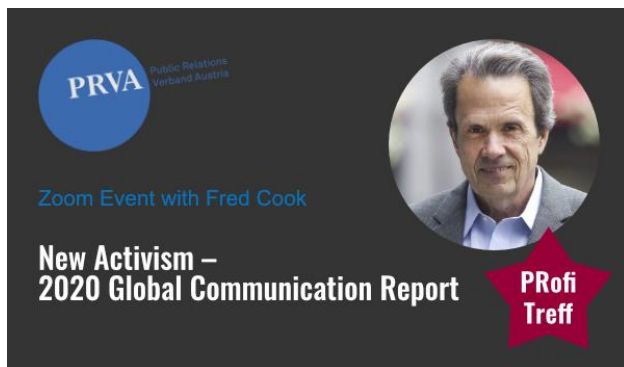 PRVA
Public Relations
Verband Austria
Zoom Event with Fred Cook
New Activism –
2020 Global Communication Report
PRofi
Treff